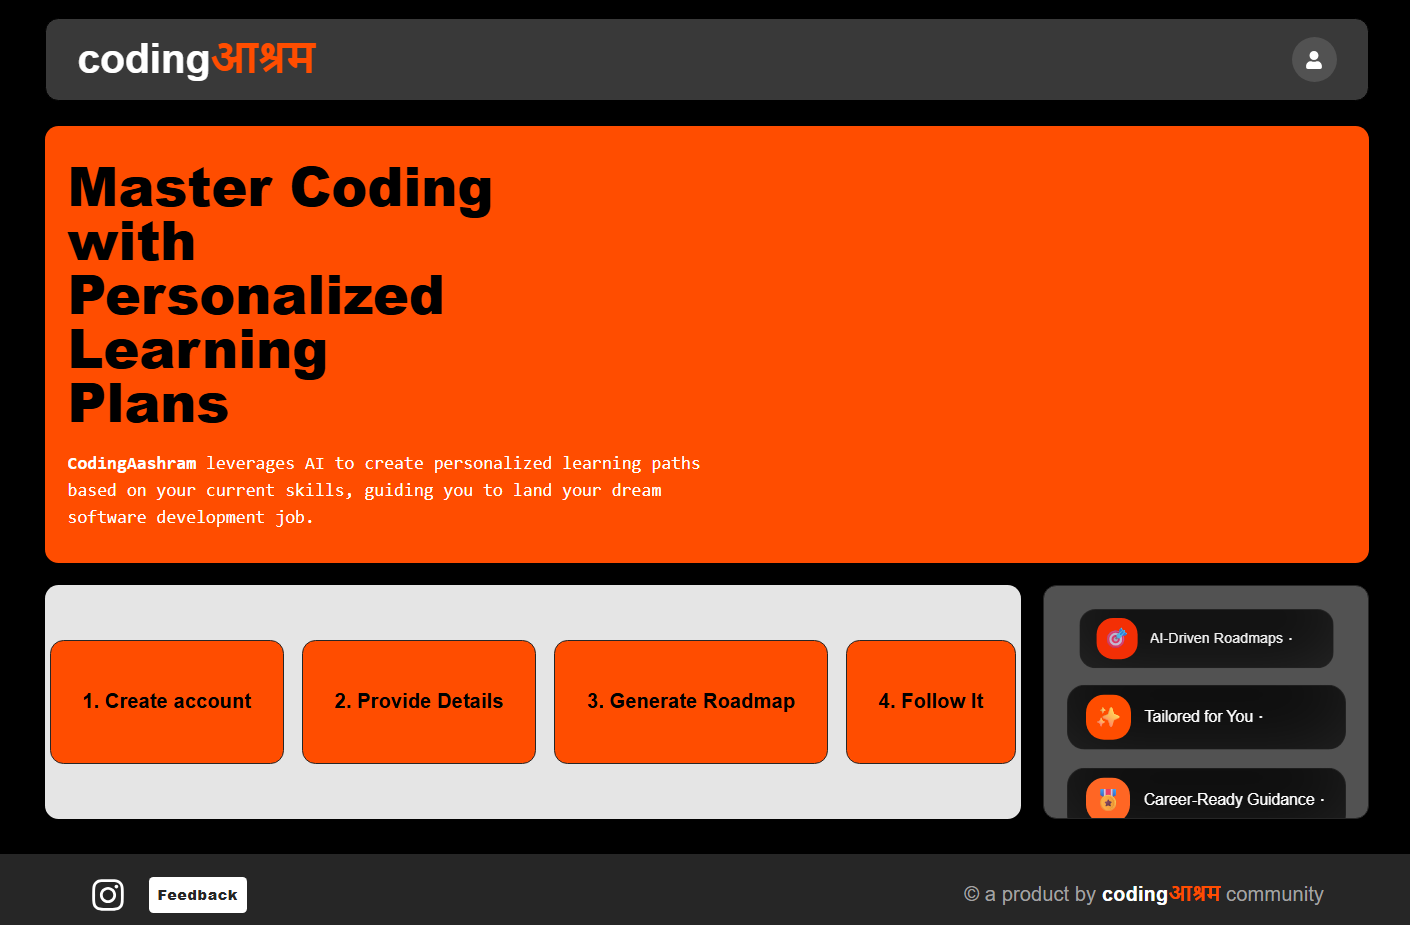 codingआश्रम
Master Coding
with
Personalized
Learning
Plans
CodingAashram leverages AI to create personalized learning paths
based on your current skills, guiding you to land your dream
software development job.
1. Create account
2. Provide Details
3. Generate Roadmap
4. Follow It
AI-Driven Roadmaps ·
Tailored for You ·
Career-Ready Guidance ·
Feedback
© a product by codingआश्रम community